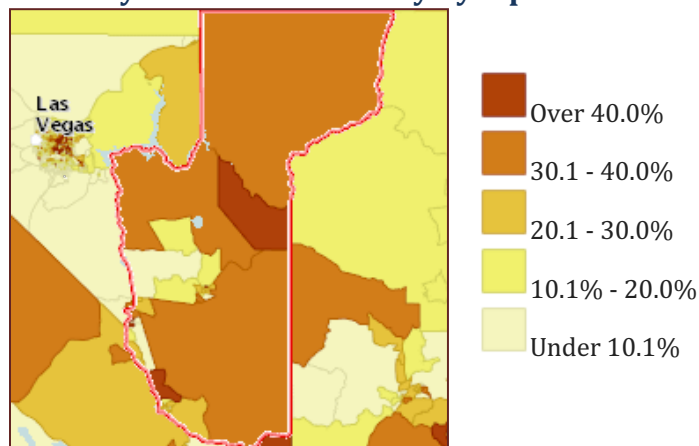 Las
Vegas
Over 40.0%
30.1 - 40.0%
20.1 - 30.0%
10.1% - 20.0%
Under 10.1%